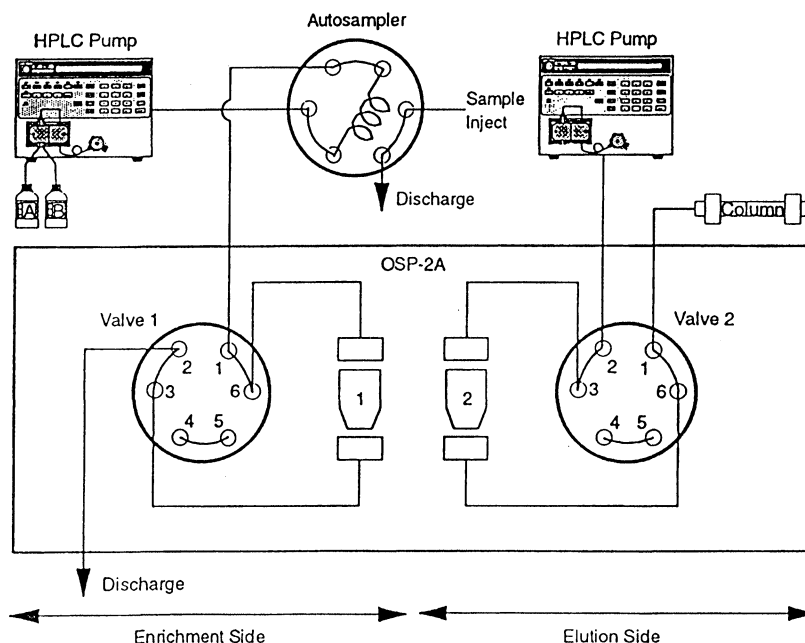 Autosampler
HPLC Pump
HPLC Pump
Sample
Inject
A
B
Discharge
Column
OSP-2A
Valve 1
Valve 2
2
1
3
6
4
5
1
2
2
1
3
6
4
5
Discharge
Enrichment Side
Elution Side